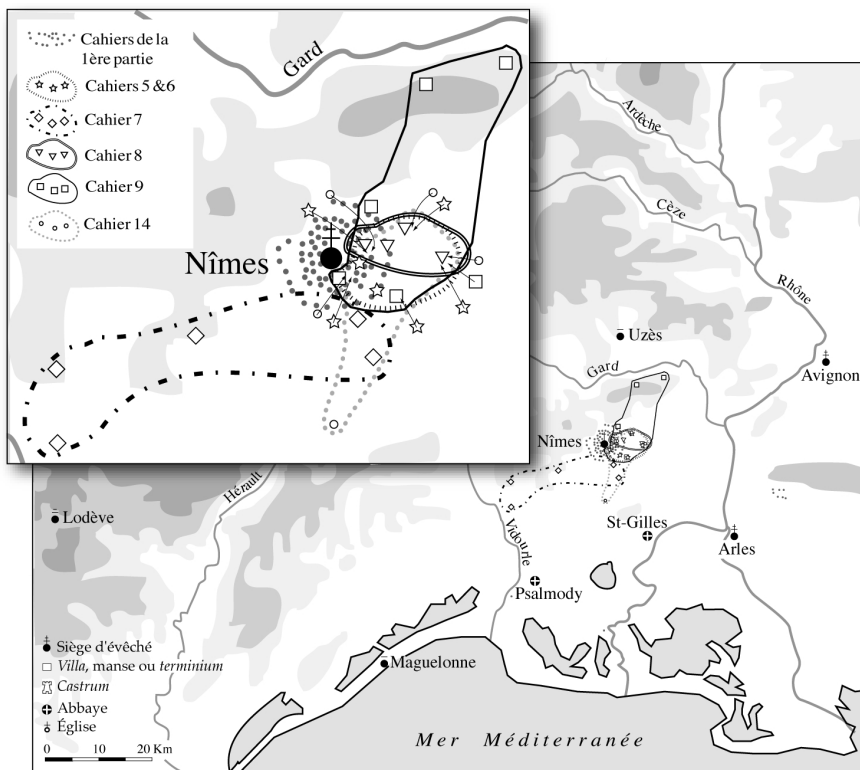 Cahiers de la
1ère partie
Cahiers 5 & 6
Cahier 7
Cahier 8
Cahier 9
Cahier 14
Gard
Nîmes
Ardèche
Cèze
Rhône
Uzès
Avignon
Gard
Nîmes
Hérault
Lodève
Vidourle
St-Gilles
Arles
Psalmody
Maguelonne
Siège d'évêché
Villa, manse ou terminium
Castrum
Abbaye
Église
0 10 20 Km
Mer Méditerranée